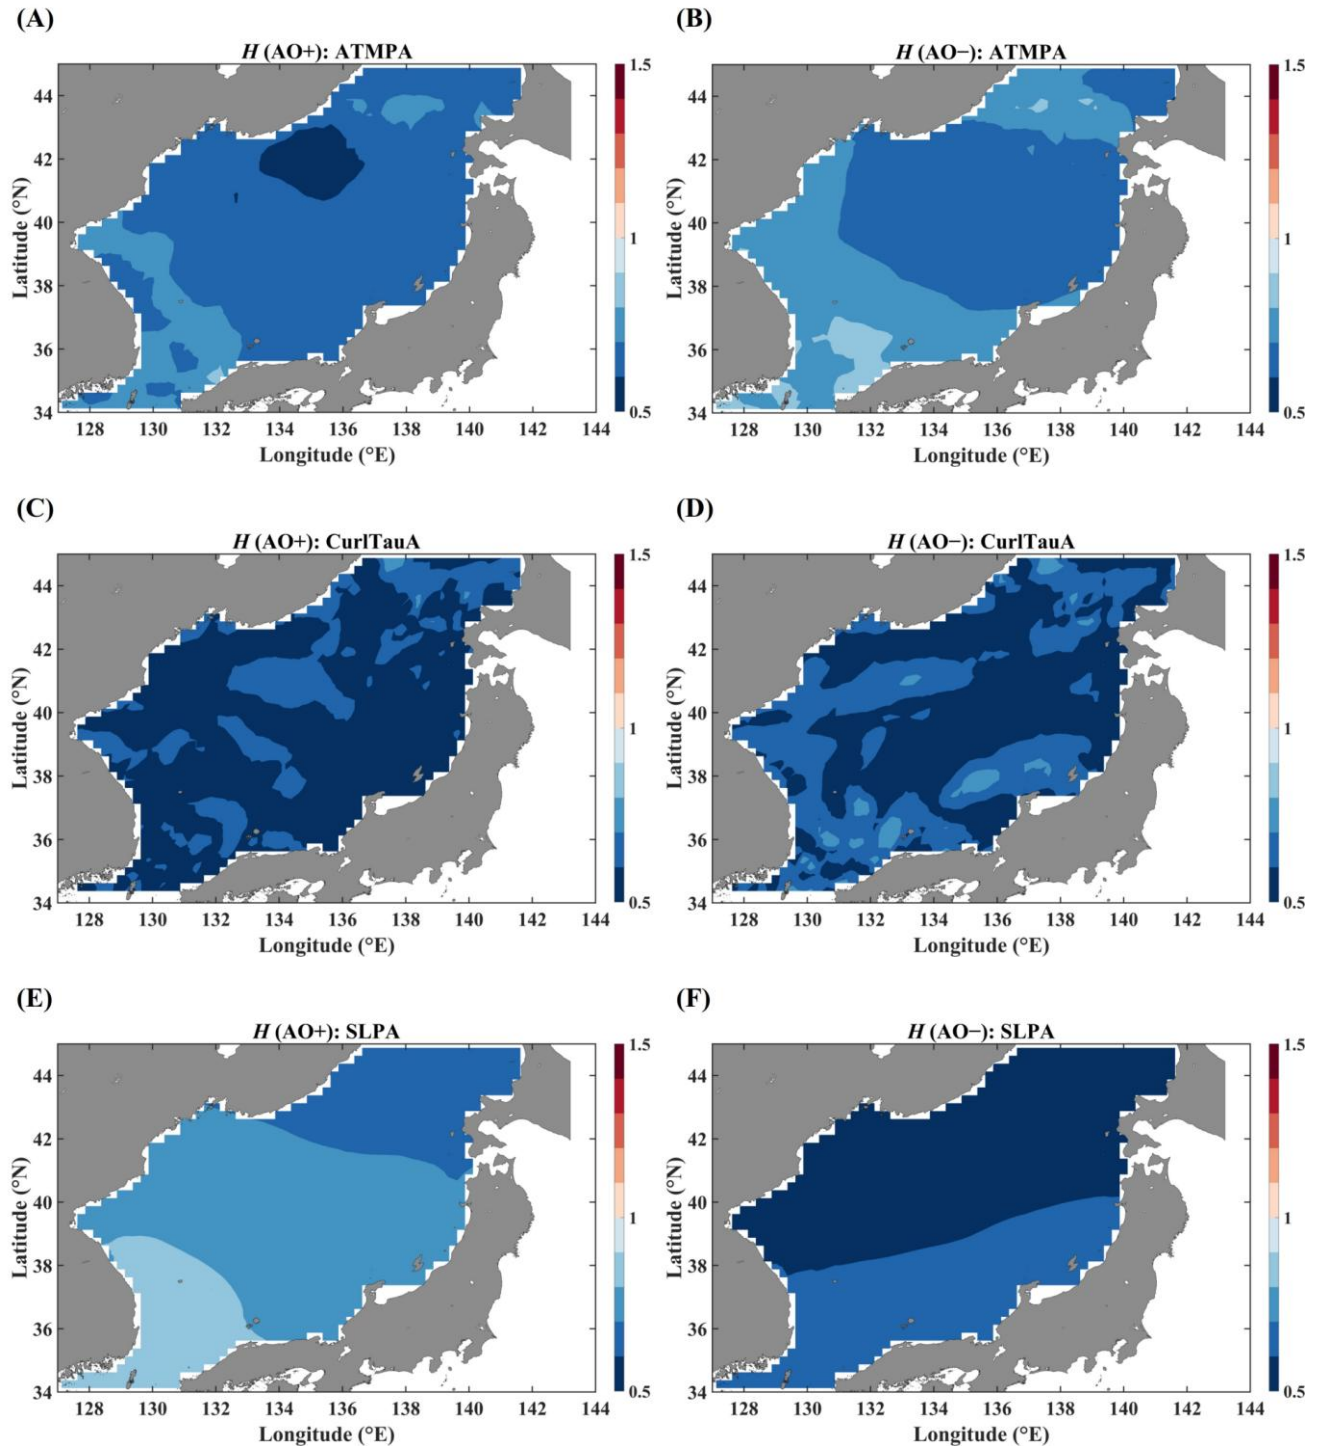 (A)
H (AO+): ATMPA
Latitude (°N)
44
42
40
38
36
34
128 130 132 134 136 138 140 142 144
Longitude (°E)
1.5
1
0.5
(B)
H (AO−): ATMPA
Latitude (°N)
44
42
40
38
36
34
128 130 132 134 136 138 140 142 144
Longitude (°E)
1.5
1
0.5
(C)
H (AO+): CurlTauA
Latitude (°N)
44
42
40
38
36
34
128 130 132 134 136 138 140 142 144
Longitude (°E)
1.5
1
0.5
(D)
H (AO−): CurlTauA
Latitude (°N)
44
42
40
38
36
34
128 130 132 134 136 138 140 142 144
Longitude (°E)
1.5
1
0.5
(E)
H (AO+): SLPA
Latitude (°N)
44
42
40
38
36
34
128 130 132 134 136 138 140 142 144
Longitude (°E)
1.5
1
0.5
(F)
H (AO−): SLPA
Latitude (°N)
44
42
40
38
36
34
128 130 132 134 136 138 140 142 144
Longitude (°E)
1.5
1
0.5